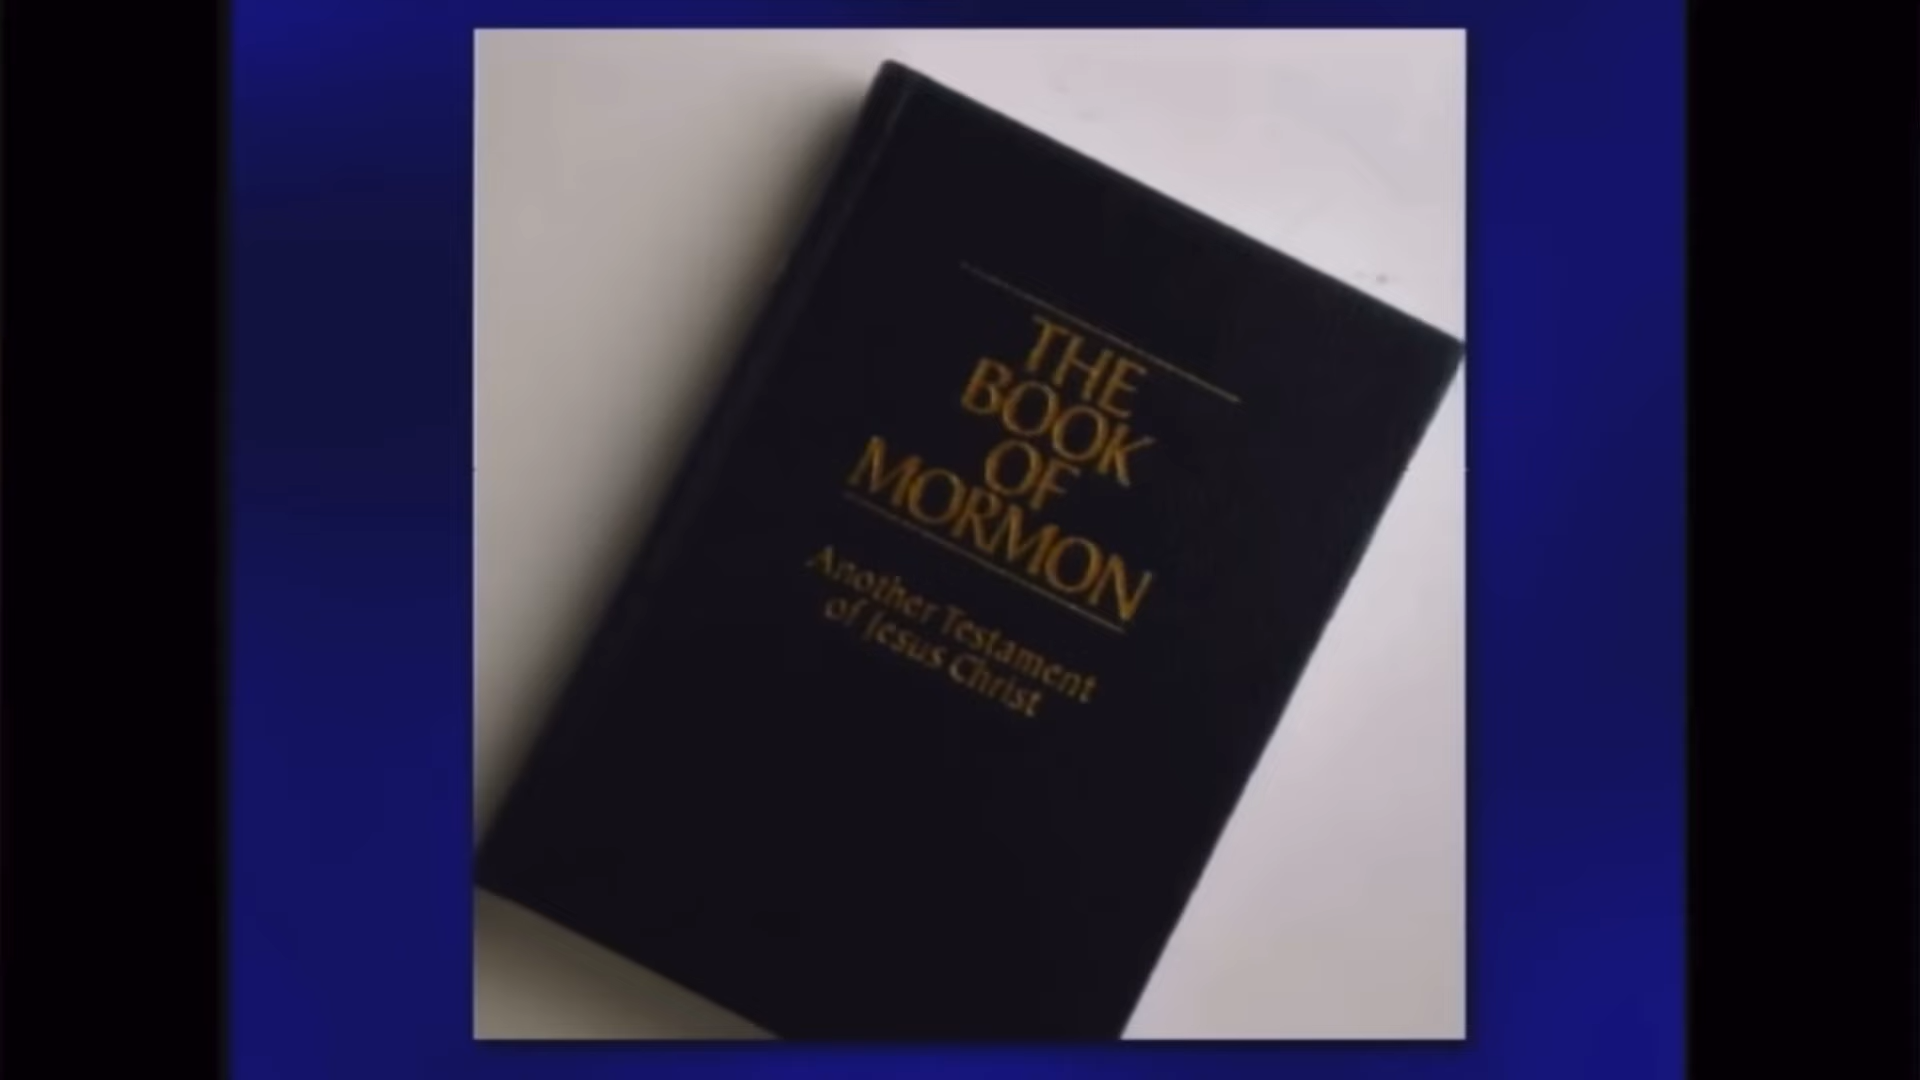 THE
BOOK
OF
MORMON
Another Testament
of Jesus Christ